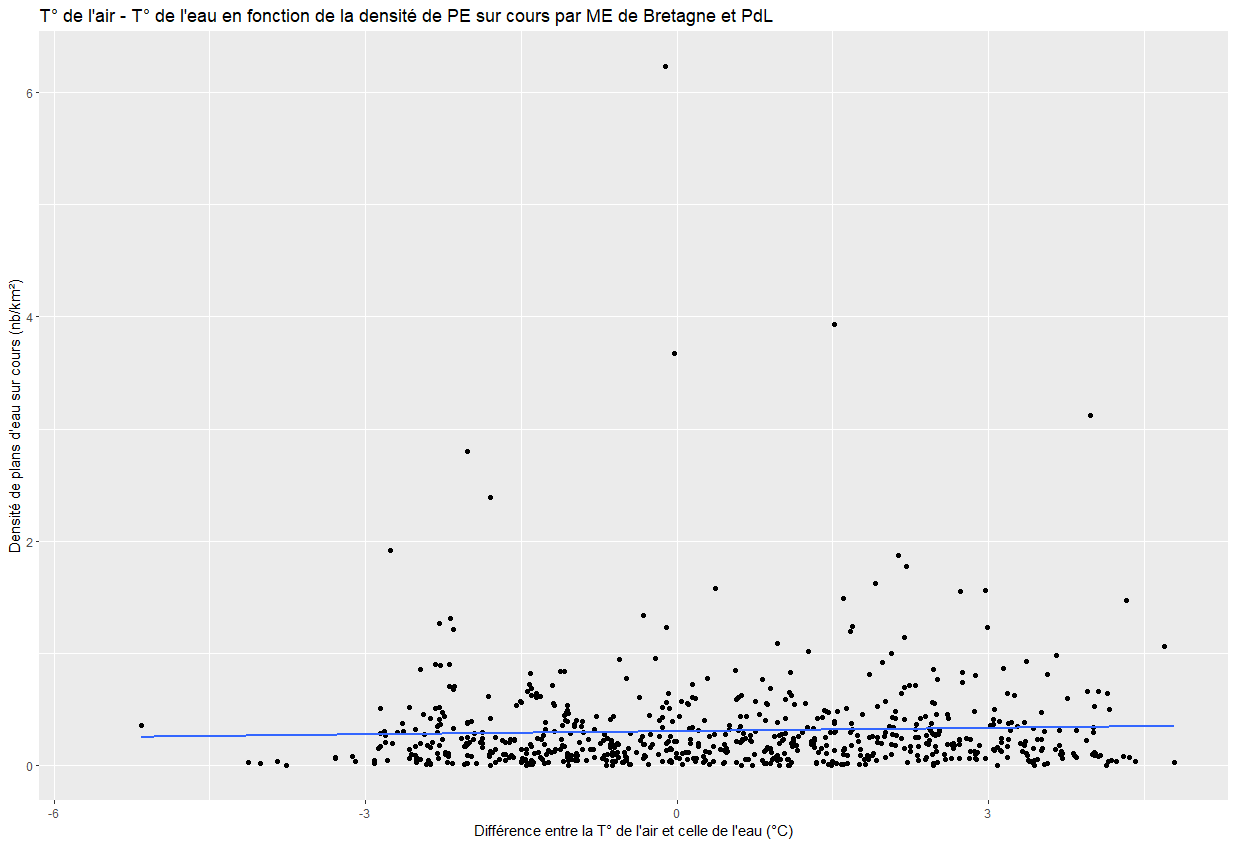 T° de l'air - T° de l'eau en fonction de la densité de PE sur cours par ME de Bretagne et PdL
Densité de plans d'eau sur cours (nb/km²)
6
4
2
0
-6
-3
0
3
Différence entre la T° de l'air et celle de l'eau (°C)